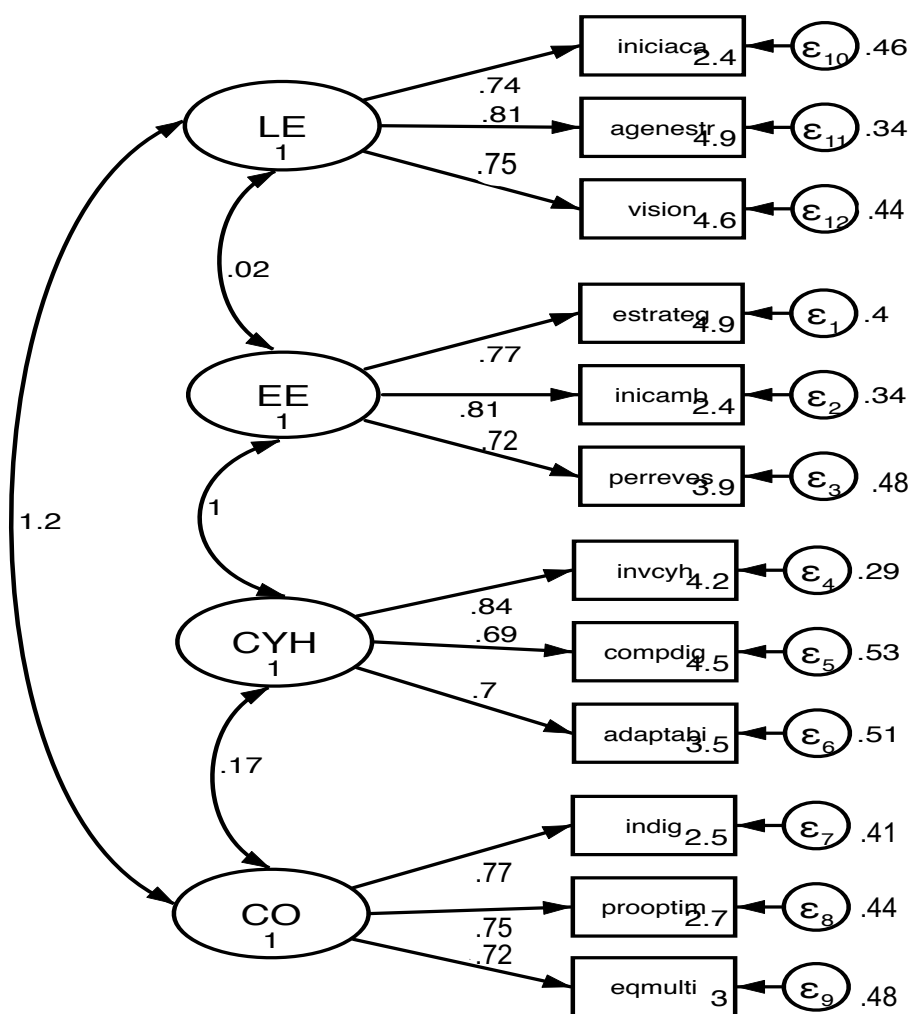 iniciaca 2.4 ε10 .46
.74
LE 1
.81
agenestr 4.9 ε11 .34
.75
vision 4.6 ε12 .44
.02
estrateg 4.9 ε1 .4
.77
EE 1
.81
inicamb 2.4 ε2 .34
.72
perreves 3.9 ε3 .48
1
1.2
invcyh 4.2 ε4 .29
.84
CYH 1
.69
compdig 4.5 ε5 .53
.7
adaptabi 3.5 ε6 .51
.17
indig 2.5 ε7 .41
.77
CO 1
.75
prooptim 2.7 ε8 .44
.72
eqmulti 3 ε9 .48